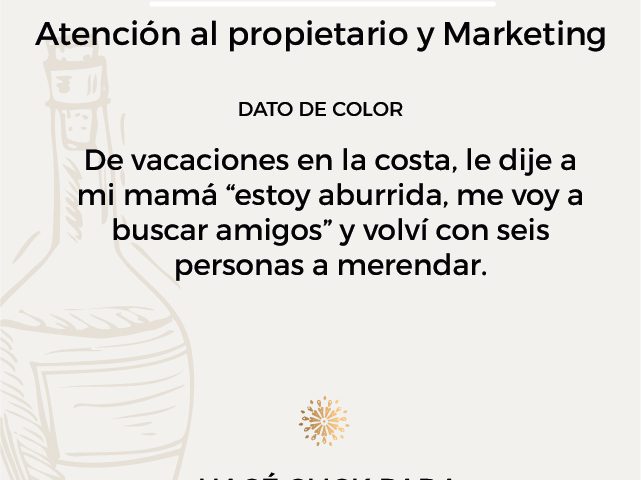 Atención al propietario y Marketing
DATO DE COLOR
De vacaciones en la costa, le dije a
mi mamá “estoy aburrida, me voy a
buscar amigos” y volví con seis
personas a merendar.